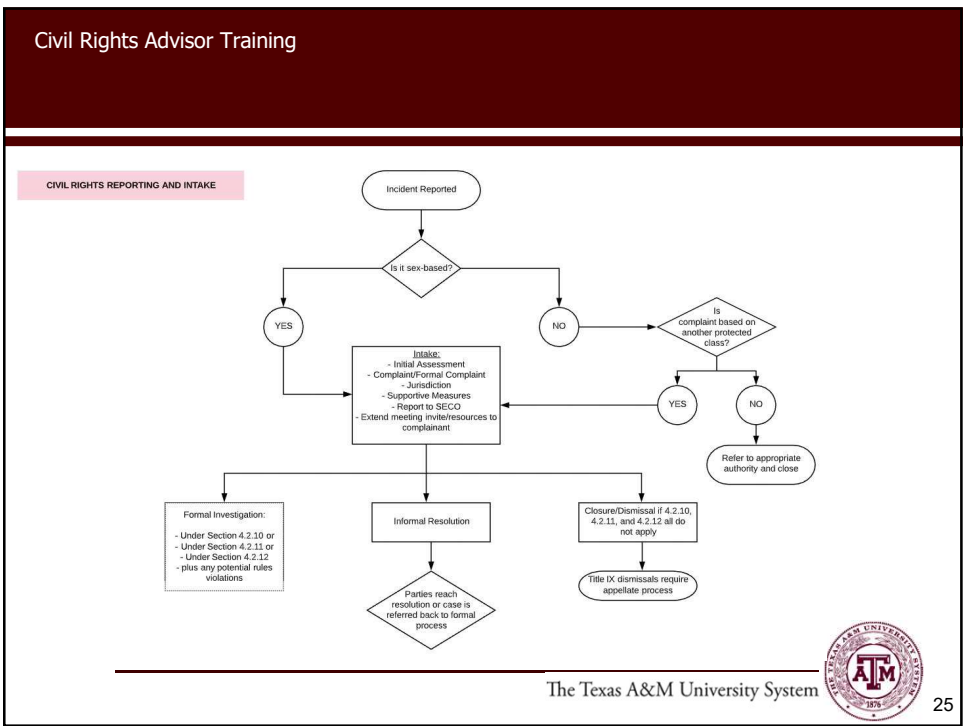 Civil Rights Advisor Training
CIVIL RIGHTS REPORTING AND INTAKE
Incident Reported
Is it sex-based?
YES
NO
Is
complaint based on
another protected
class?
Intake:
- Initial Assessment
- Complaint/Formal Complaint
- Jurisdiction
- Supportive Measures
- Report to SECO
- Extend meeting invite/resources to
complainant
YES
NO
Refer to appropriate
authority and close
Formal Investigation:
- Under Section 4.2.10 or
- Under Section 4.2.11 or
- Under Section 4.2.12
- plus any potential rules
violations
Informal Resolution
Closure/Dismissal if 4.2.10,
4.2.11, and 4.2.12 all do
not apply
Parties reach
resolution or case is
referred back to formal
process
Title IX dismissals require
appellate process
The Texas A&M University System
THE TEXAS A&M UNIVERSITY SYSTEM
ATM
1876
25